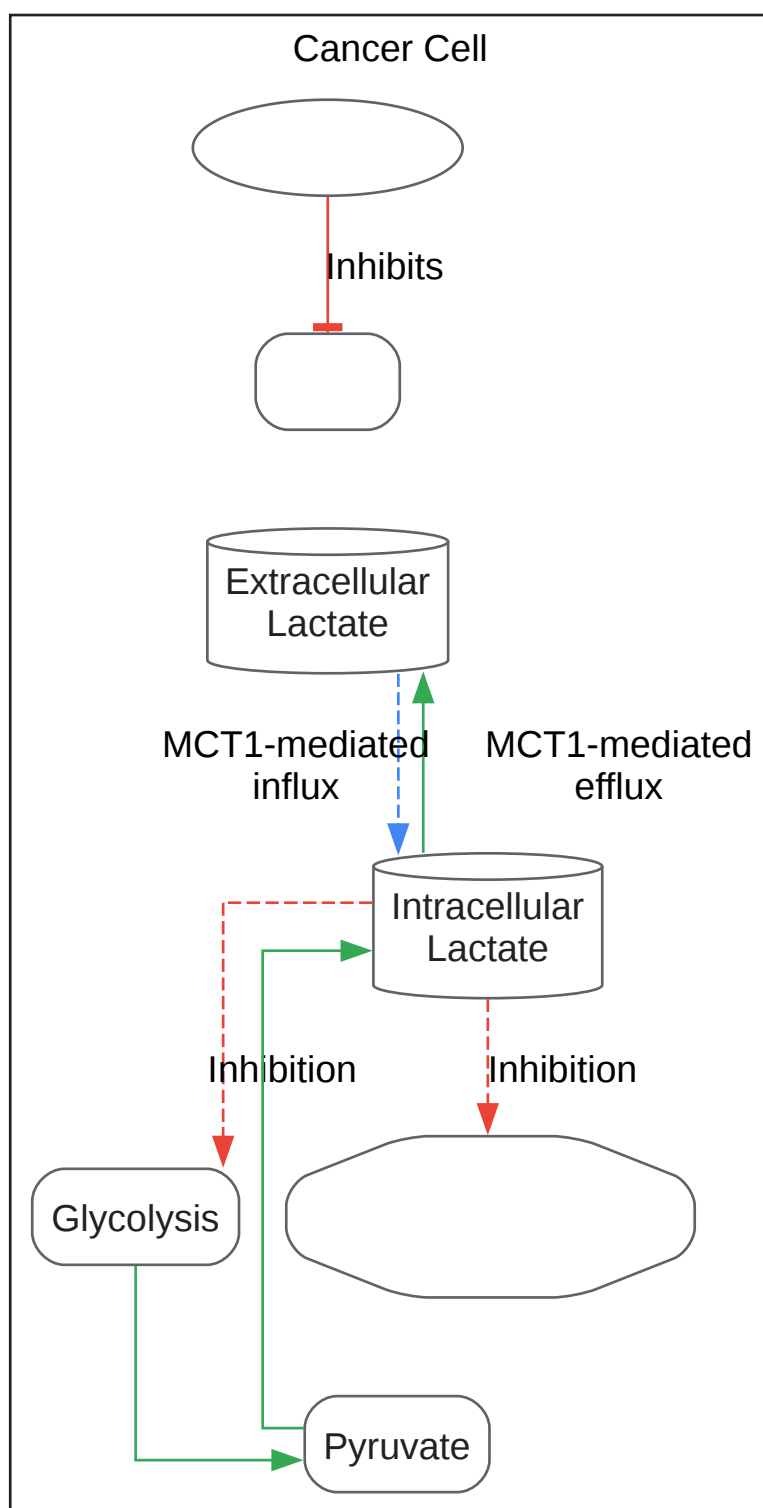 Cancer Cell
Inhibits
Extracellular
Lactate
MCT1-mediated
influx
MCT1-mediated
efflux
Intracellular
Lactate
Inhibition
Inhibition
Glycolysis
Pyruvate